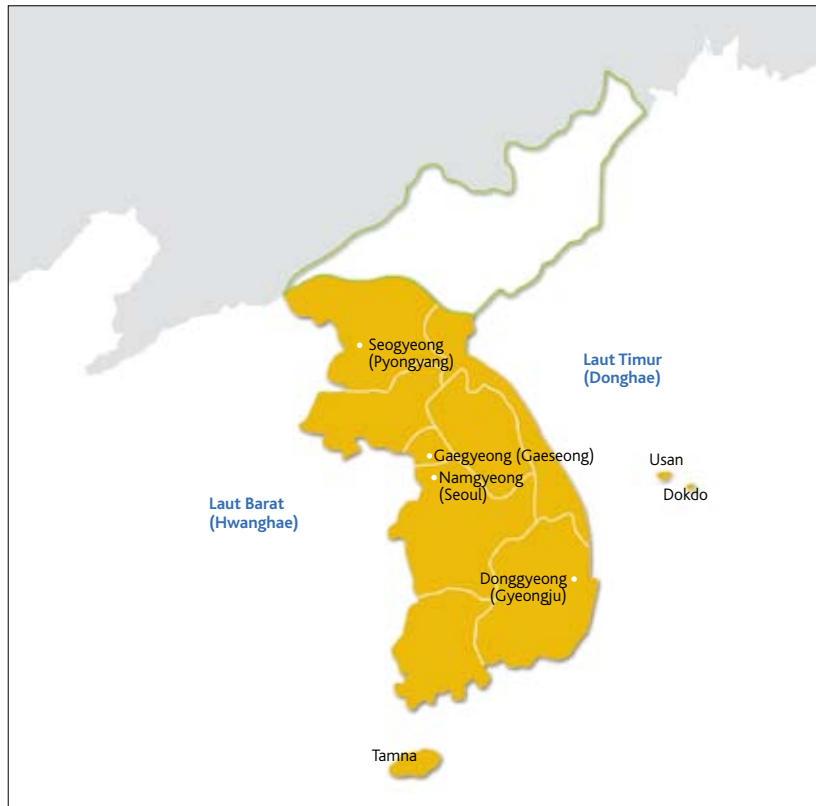 Seogyeong
(Pyongyang)
Laut Timur
(Donghae)
Gaegyeong (Gaeseong)
Usan
Namgyeong
(Seoul)
Dokdo
Laut Barat
(Hwanghae)
Donggyeong
(Gyeongju)
Tamna